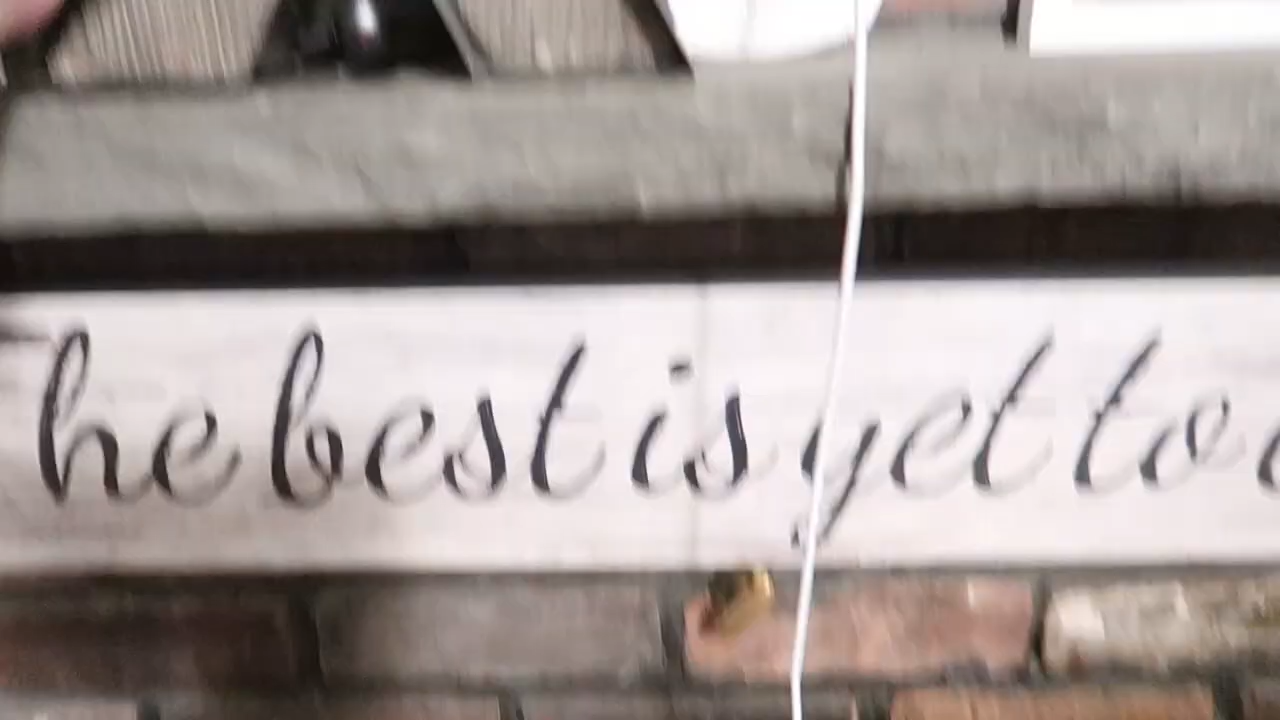 he best is yet to